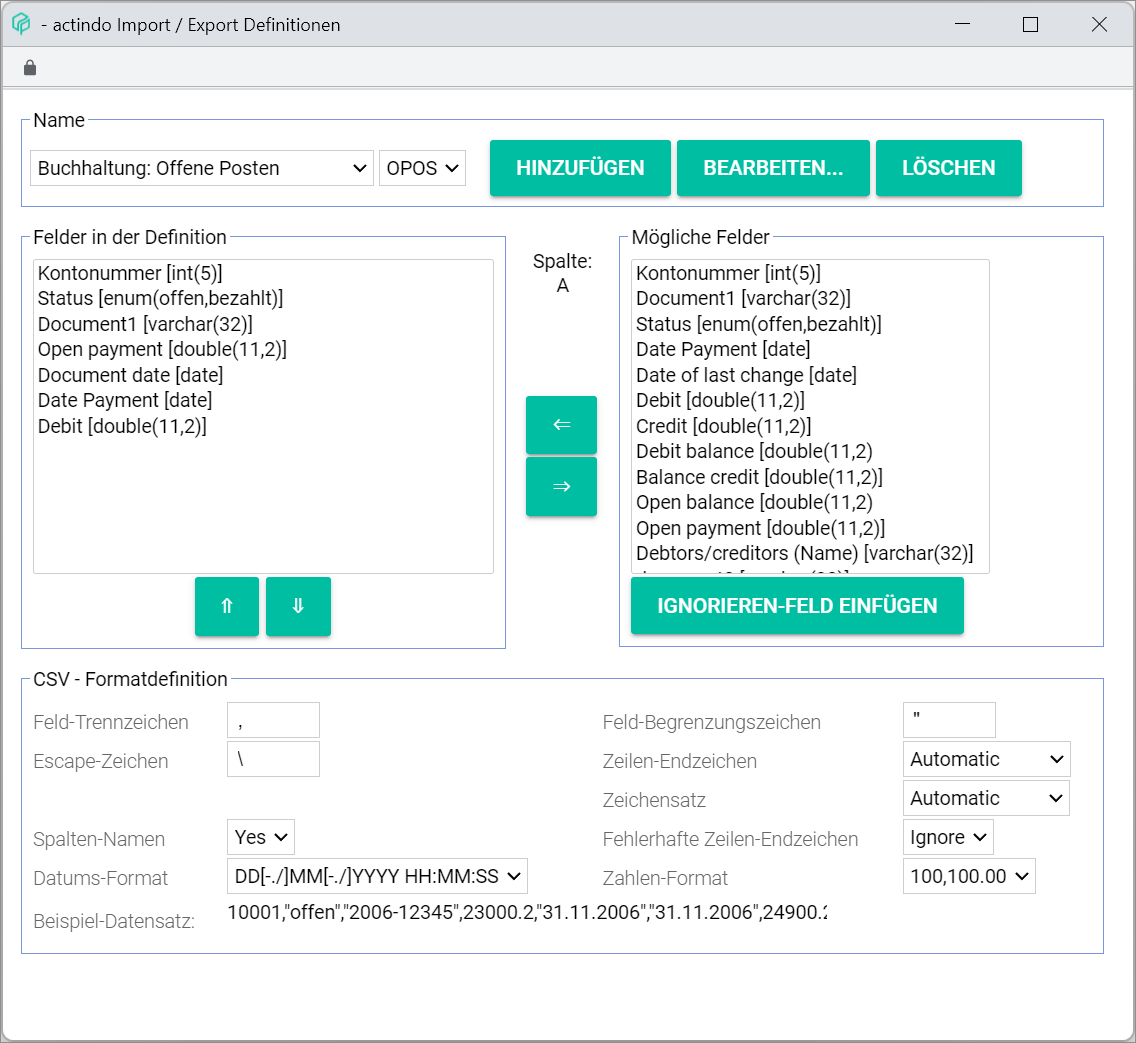 - actindo Import / Export Definitionen
Name
Buchhaltung: Offene Posten OPOS HINZUFÜGEN BEARBEITEN... LÖSCHEN
Felder in der Definition
Kontonummer [int(5)]
Status [enum(offen,bezahlt)]
Document1 [varchar(32)]
Open payment [double(11,2)]
Document date [date]
Date Payment [date]
Debit [double(11,2)]
⇑ ⇓
Spalte:
A
⇐
⇒
Mögliche Felder
Kontonummer [int(5)]
Document1 [varchar(32)]
Status [enum(offen,bezahlt)]
Date Payment [date]
Date of last change [date]
Debit [double(11,2)]
Credit [double(11,2)]
Debit balance [double(11,2)
Balance credit [double(11,2)]
Open balance [double(11,2)
Open payment [double(11,2)]
Debtors/creditors (Name) [varchar(32)]
IGNORIEREN-FELD EINFÜGEN
CSV - Formatdefinition
Feld-Trennzeichen , Feld-Begrenzungszeichen "
Escape-Zeichen \ Zeilen-Endzeichen Automatic
Zeichensatz Automatic
Spalten-Namen Yes Fehlerhafte Zeilen-Endzeichen Ignore
Datums-Format DD[-./]MM[-./]YYYY HH:MM:SS Zahlen-Format 100,100.00
Beispiel-Datensatz: 10001,"offen","2006-12345",23000.2,"31.11.2006","31.11.2006",24900.2